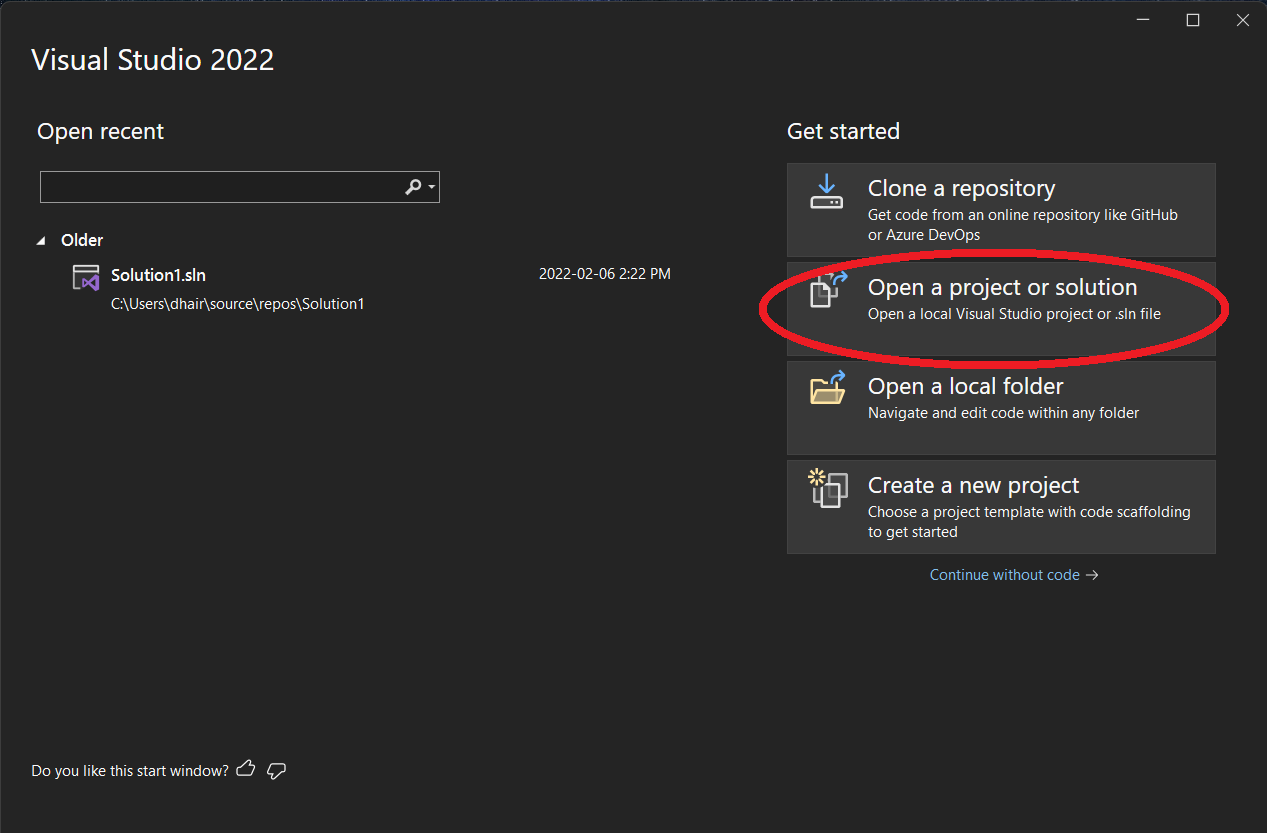 Visual Studio 2022
Open recent
Older
Solution1.sln
2022-02-06 2:22 PM
C:\Users\dhair\source\repos\Solution1
Get started
Clone a repository
Get code from an online repository like GitHub
or Azure DevOps
Open a project or solution
Open a local Visual Studio project or .sln file
Open a local folder
Navigate and edit code within any folder
Create a new project
Choose a project template with code scaffolding
to get started
Continue without code →
Do you like this start window?